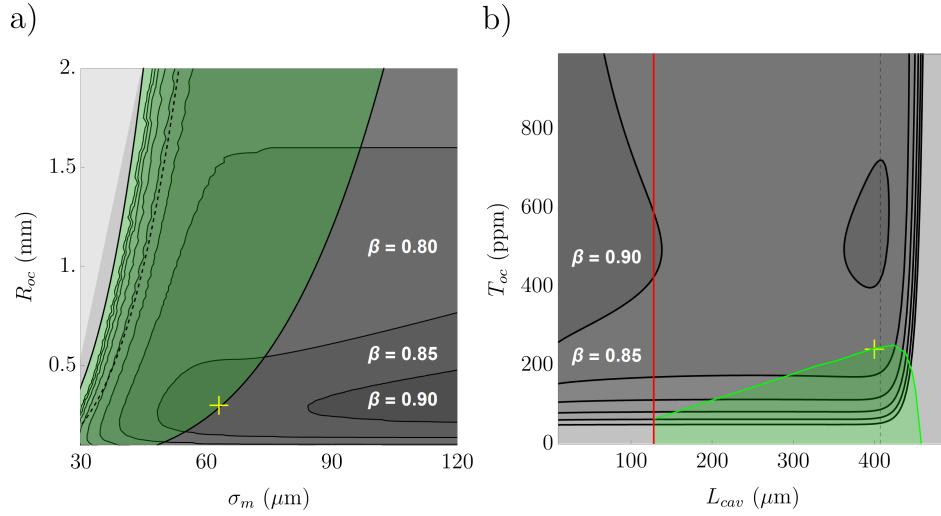 a)
2.
1.5
1.
0.5
R_oc (mm)
β = 0.80
β = 0.85
β = 0.90
30
60
90
120
σ_m (μm)
b)
800
600
400
200
0
T_oc (ppm)
β = 0.90
β = 0.85
100
200
300
400
L_cav (μm)